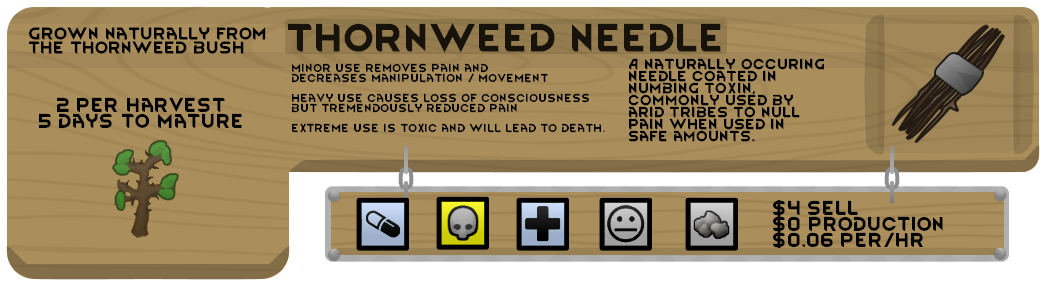 GROWN NATURALLY FROM
THE THORNWEED BUSH
2 PER HARVEST
5 DAYS TO MATURE
THORNWEED NEEDLE
MINOR USE REMOVES PAIN AND
DECREASES MANIPULATION / MOVEMENT
HEAVY USE CAUSES LOSS OF CONSCIOUSNESS
BUT TREMENDOUSLY REDUCED PAIN
EXTREME USE IS TOXIC AND WILL LEAD TO DEATH.
A NATURALLY OCCURING
NEEDLE COATED IN
NUMBING TOXIN,
COMMONLY USED BY
ARID TRIBES TO NULL
PAIN WHEN USED IN
SAFE AMOUNTS.
$4 SELL
$0 PRODUCTION
$0.06 PER/HR